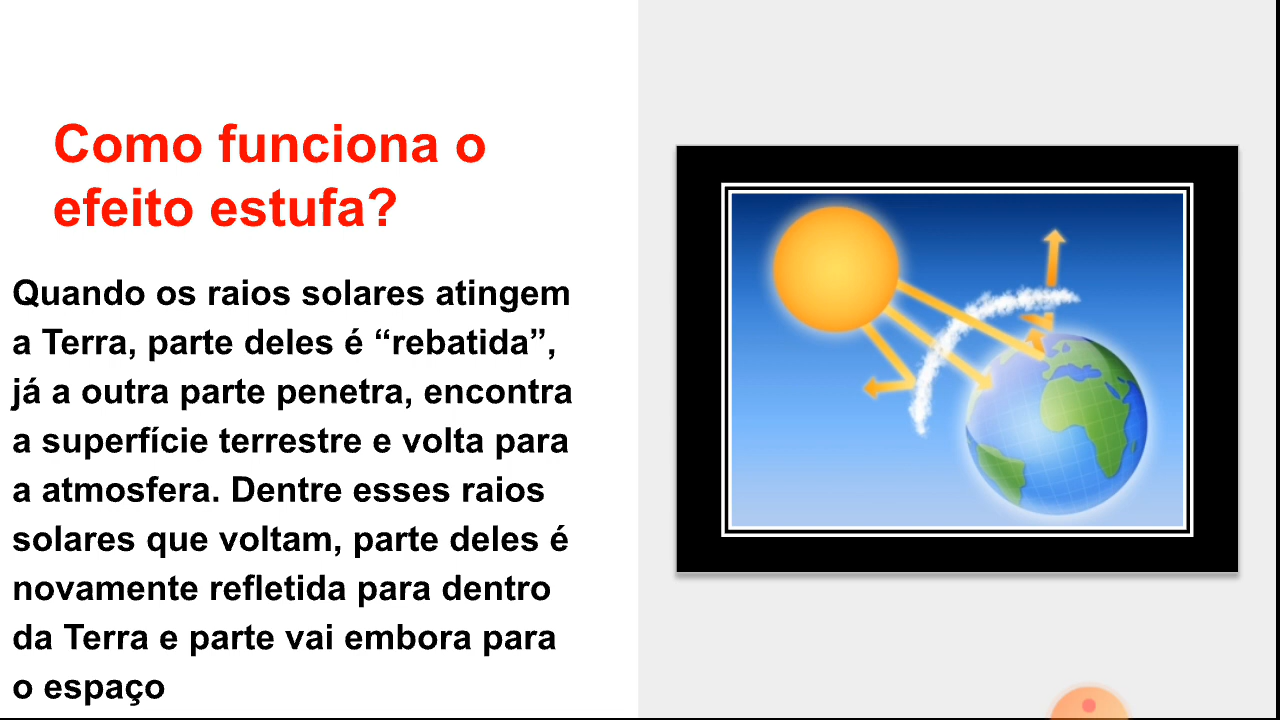 Como funciona o
efeito estufa?
Quando os raios solares atingem
a Terra, parte deles é “rebatida”,
já a outra parte penetra, encontra
a superfície terrestre e volta para
a atmosfera. Dentre esses raios
solares que voltam, parte deles é
novamente refletida para dentro
da Terra e parte vai embora para
o espaço